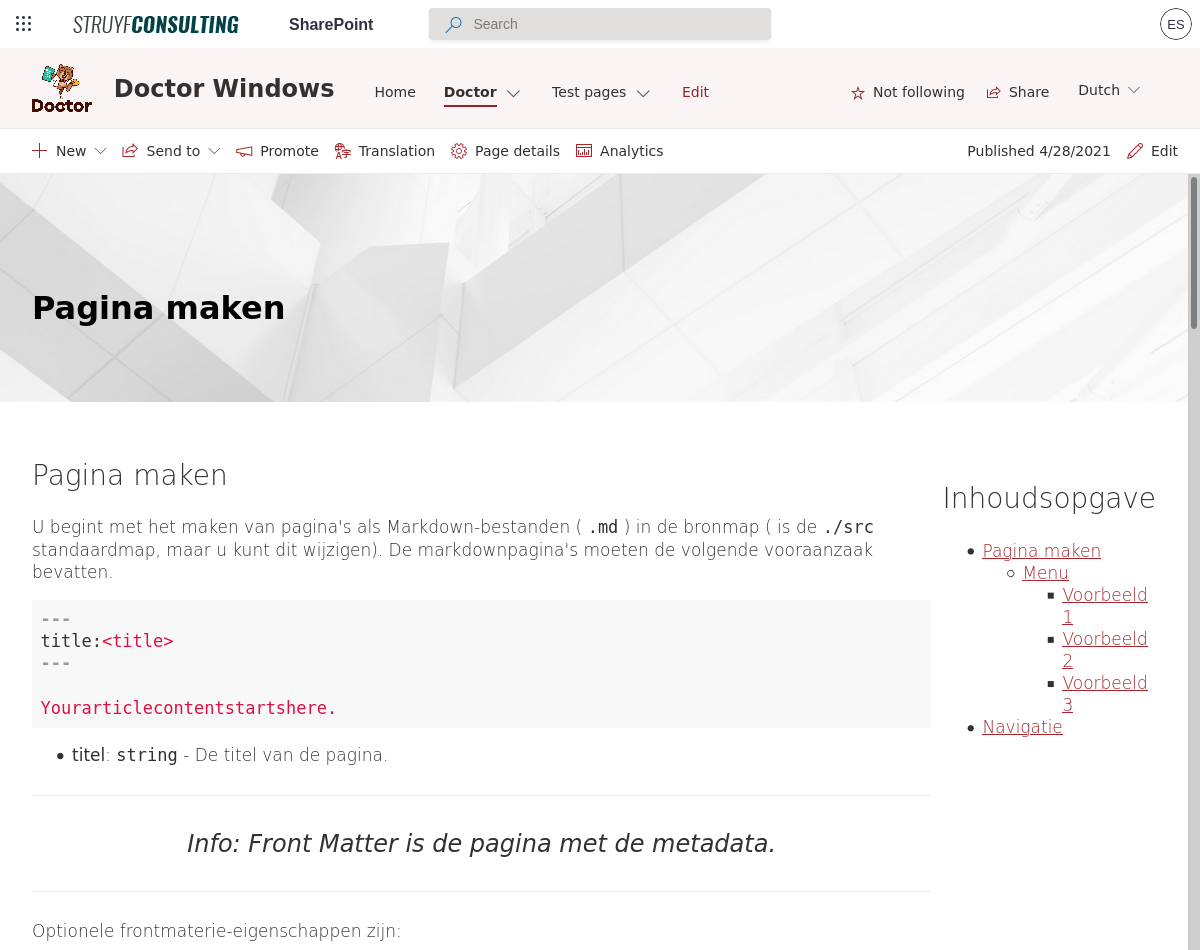 STRUYFCONSULTING SharePoint Search ES
Doctor
Doctor Windows Home Doctor Test pages Edit Not following Share Dutch
New Send to Promote Translation Page details Analytics Published 4/28/2021 Edit
Pagina maken
Pagina maken
U begint met het maken van pagina's als Markdown-bestanden ( .md ) in de bronmap ( is de ./src
standaardmap, maar u kunt dit wijzigen). De markdownpagina's moeten de volgende vooraanzaak
bevatten.
---
title:<title>
---
Yourarticlecontentstartshere.
• titel: string - De titel van de pagina.
Info: Front Matter is de pagina met de metadata.
Optionele frontmaterie-eigenschappen zijn:
Inhoudsopgave
• Pagina maken
○ Menu
▪ Voorbeeld
1
▪ Voorbeeld
2
▪ Voorbeeld
3
• Navigatie